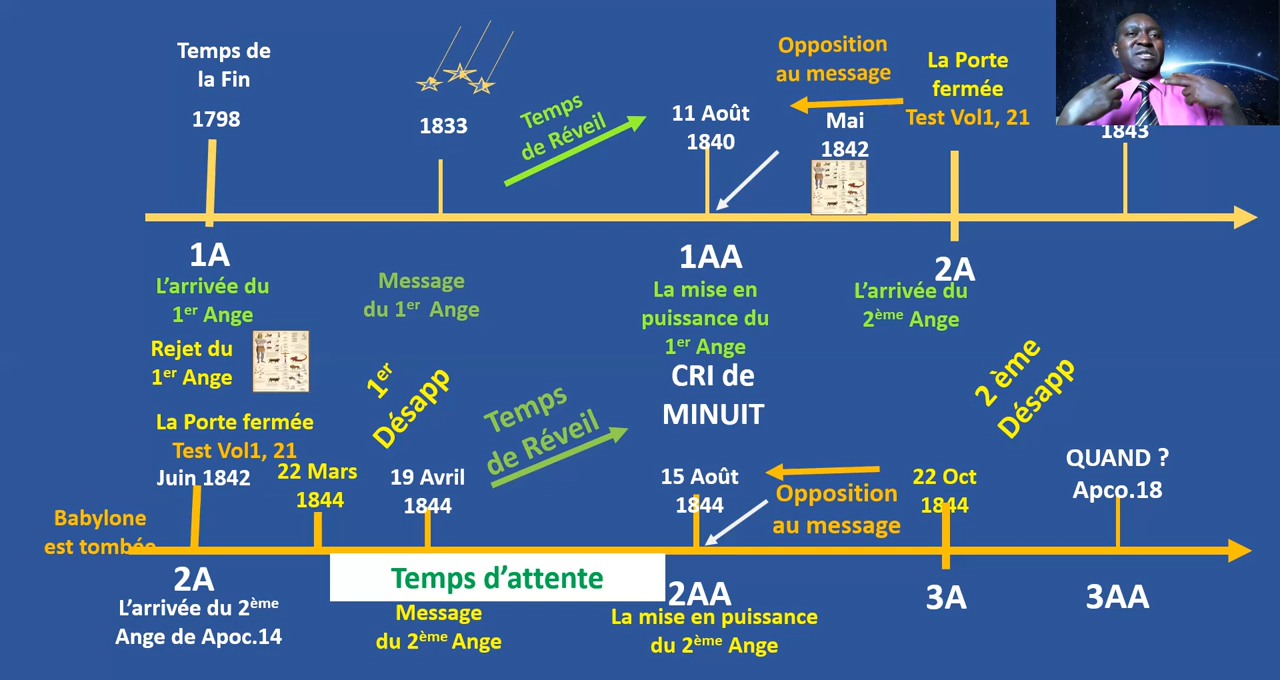 Temps de
la Fin
1798
1833
Temps
de Réveil
11 Août
1840
Opposition
au message
Mai
1842
La Porte
fermée
Test Vol1, 21
1843
1A
L'arrivée du
1er Ange
Message
du 1er Ange
1AA
La mise en
puissance du
1er Ange
2A
L'arrivée du
2ème Ange
Rejet du
1er Ange
1er
Désapp
Temps
de Réveil
CRI de
MINUIT
2 ème
Désapp
La Porte fermée
Test Vol1, 21
Juin 1842
22 Mars
1844
19 Avril
1844
15 Août
1844
Opposition
au message
22 Oct
1844
QUAND ?
Apco.18
Babylone
est tombée
2A
L'arrivée du 2ème
Ange de Apoc.14
Temps d'attente
Message
du 2ème Ange
2AA
La mise en puissance
du 2ème Ange
3A
3AA